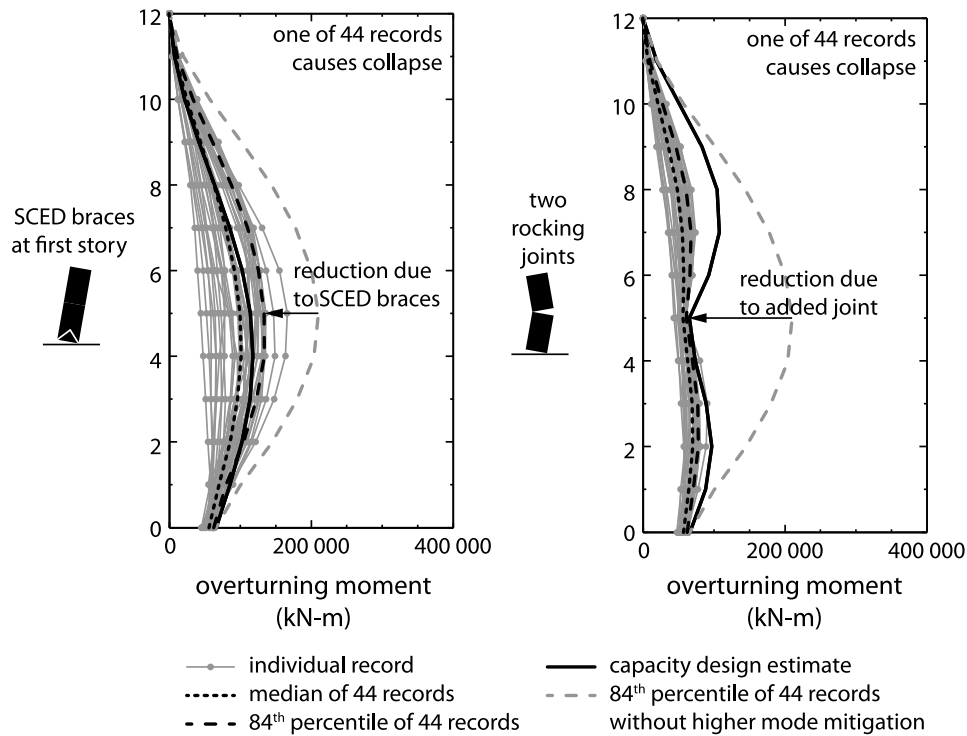 12
10
8
6
4
2
0
one of 44 records
causes collapse
SCED braces
at first story
reduction due
to SCED braces
0
200 000
400 000
overturning moment
(kN-m)
12
10
8
6
4
2
0
one of 44 records
causes collapse
two
rocking
joints
reduction due
to added joint
0
200 000
400 000
overturning moment
(kN-m)
individual record
median of 44 records
84th percentile of 44 records
capacity design estimate
84th percentile of 44 records
without higher mode mitigation